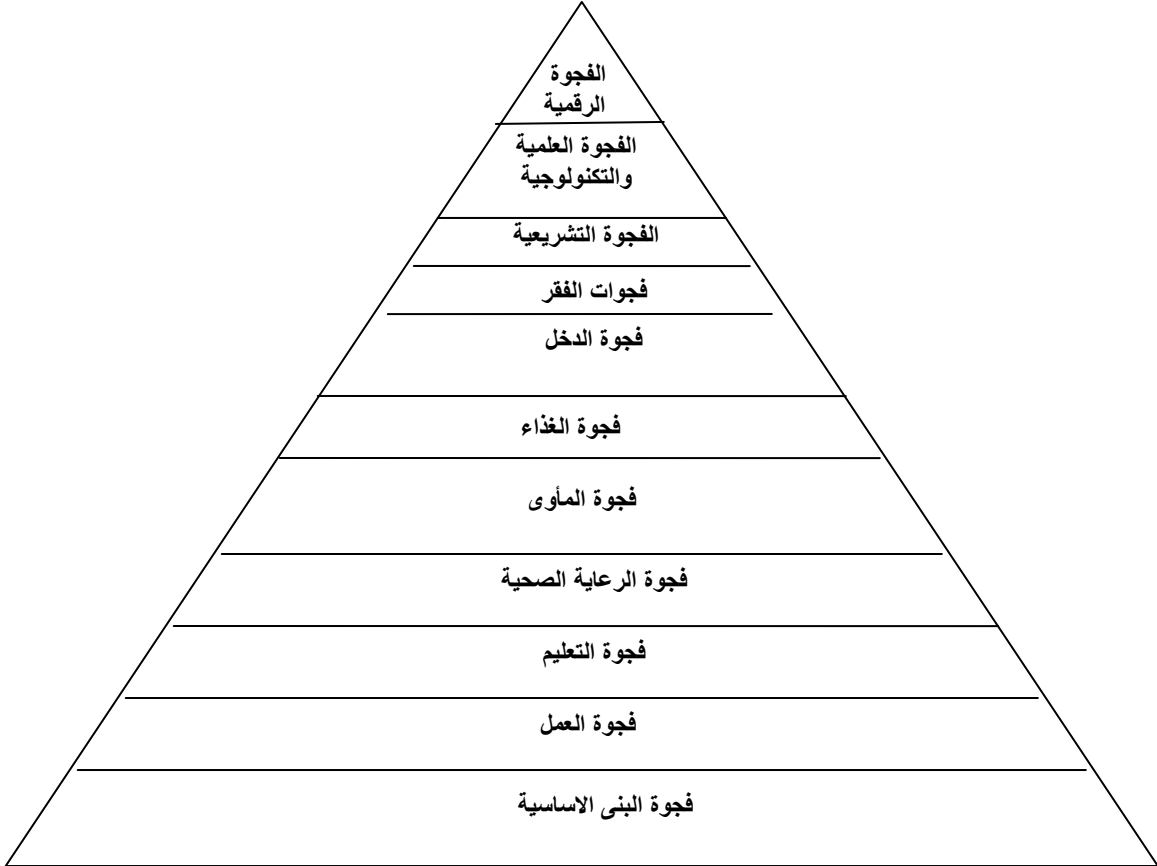 الفجوة
الرقمية
الفجوة العلمية
والتكنولوجية
الفجوة التشريعية
فجوات الفقر
فجوة الدخل
فجوة الغذاء
فجوة المأوى
فجوة الرعاية الصحية
فجوة التعليم
فجوة العمل
فجوة البنى الاساسية